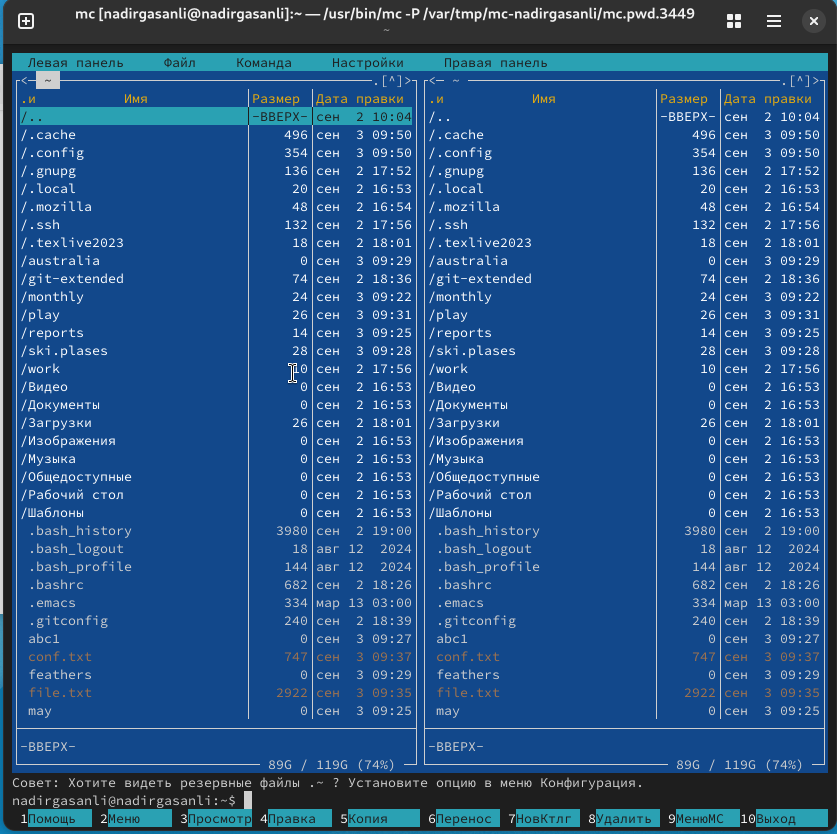 mc [nadirgasanli@nadirgasanli]:~ — /usr/bin/mc -P /var/tmp/mc-nadirgasanli/mc.pwd.3449
~
Левая панель Файл Команда Настройки Правая панель
<— ~ .[^]> <— ~ .[^]>
.и Имя Размер Дата правки .и Имя Размер Дата правки
/.. -ВВЕРХ- сен 2 10:04 /.. -ВВЕРХ- сен 2 10:04
/.cache 496 сен 3 09:50 /.cache 496 сен 3 09:50
/.config 354 сен 3 09:50 /.config 354 сен 3 09:50
/.gnupg 136 сен 2 17:52 /.gnupg 136 сен 2 17:52
/.local 20 сен 2 16:53 /.local 20 сен 2 16:53
/.mozilla 48 сен 2 16:54 /.mozilla 48 сен 2 16:54
/.ssh 132 сен 2 17:56 /.ssh 132 сен 2 17:56
/.texlive2023 18 сен 2 18:01 /.texlive2023 18 сен 2 18:01
/australia 0 сен 3 09:29 /australia 0 сен 3 09:29
/git-extended 74 сен 2 18:36 /git-extended 74 сен 2 18:36
/monthly 24 сен 3 09:22 /monthly 24 сен 3 09:22
/play 26 сен 3 09:31 /play 26 сен 3 09:31
/reports 14 сен 3 09:25 /reports 14 сен 3 09:25
/ski.plases 28 сен 3 09:28 /ski.plases 28 сен 3 09:28
/work 10 сен 2 17:56 /work 10 сен 2 17:56
/Видео 0 сен 2 16:53 /Видео 0 сен 2 16:53
/Документы 0 сен 2 16:53 /Документы 0 сен 2 16:53
/Загрузки 26 сен 2 18:01 /Загрузки 26 сен 2 18:01
/Изображения 0 сен 2 16:53 /Изображения 0 сен 2 16:53
/Музыка 0 сен 2 16:53 /Музыка 0 сен 2 16:53
/Общедоступные 0 сен 2 16:53 /Общедоступные 0 сен 2 16:53
/Рабочий стол 0 сен 2 16:53 /Рабочий стол 0 сен 2 16:53
/Шаблоны 0 сен 2 16:53 /Шаблоны 0 сен 2 16:53
.bash_history 3980 сен 2 19:00 .bash_history 3980 сен 2 19:00
.bash_logout 18 авг 12 2024 .bash_logout 18 авг 12 2024
.bash_profile 144 авг 12 2024 .bash_profile 144 авг 12 2024
.bashrc 682 сен 2 18:26 .bashrc 682 сен 2 18:26
.emacs 334 мар 13 03:00 .emacs 334 мар 13 03:00
.gitconfig 240 сен 2 18:39 .gitconfig 240 сен 2 18:39
abc1 0 сен 3 09:27 abc1 0 сен 3 09:27
conf.txt 747 сен 3 09:37 conf.txt 747 сен 3 09:37
feathers 0 сен 3 09:29 feathers 0 сен 3 09:29
file.txt 2922 сен 3 09:35 file.txt 2922 сен 3 09:35
may 0 сен 3 09:25 may 0 сен 3 09:25
-ВВЕРХ- -ВВЕРХ-
89G / 119G (74%) 89G / 119G (74%)
Совет: Хотите видеть резервные файлы .~ ? Установите опцию в меню Конфигурация.
nadirgasanli@nadirgasanli:~$
1Помощь 2Меню 3Просмотр 4Правка 5Копия 6Перенос 7НовКтлг 8Удалить 9МенюMC 10Выход